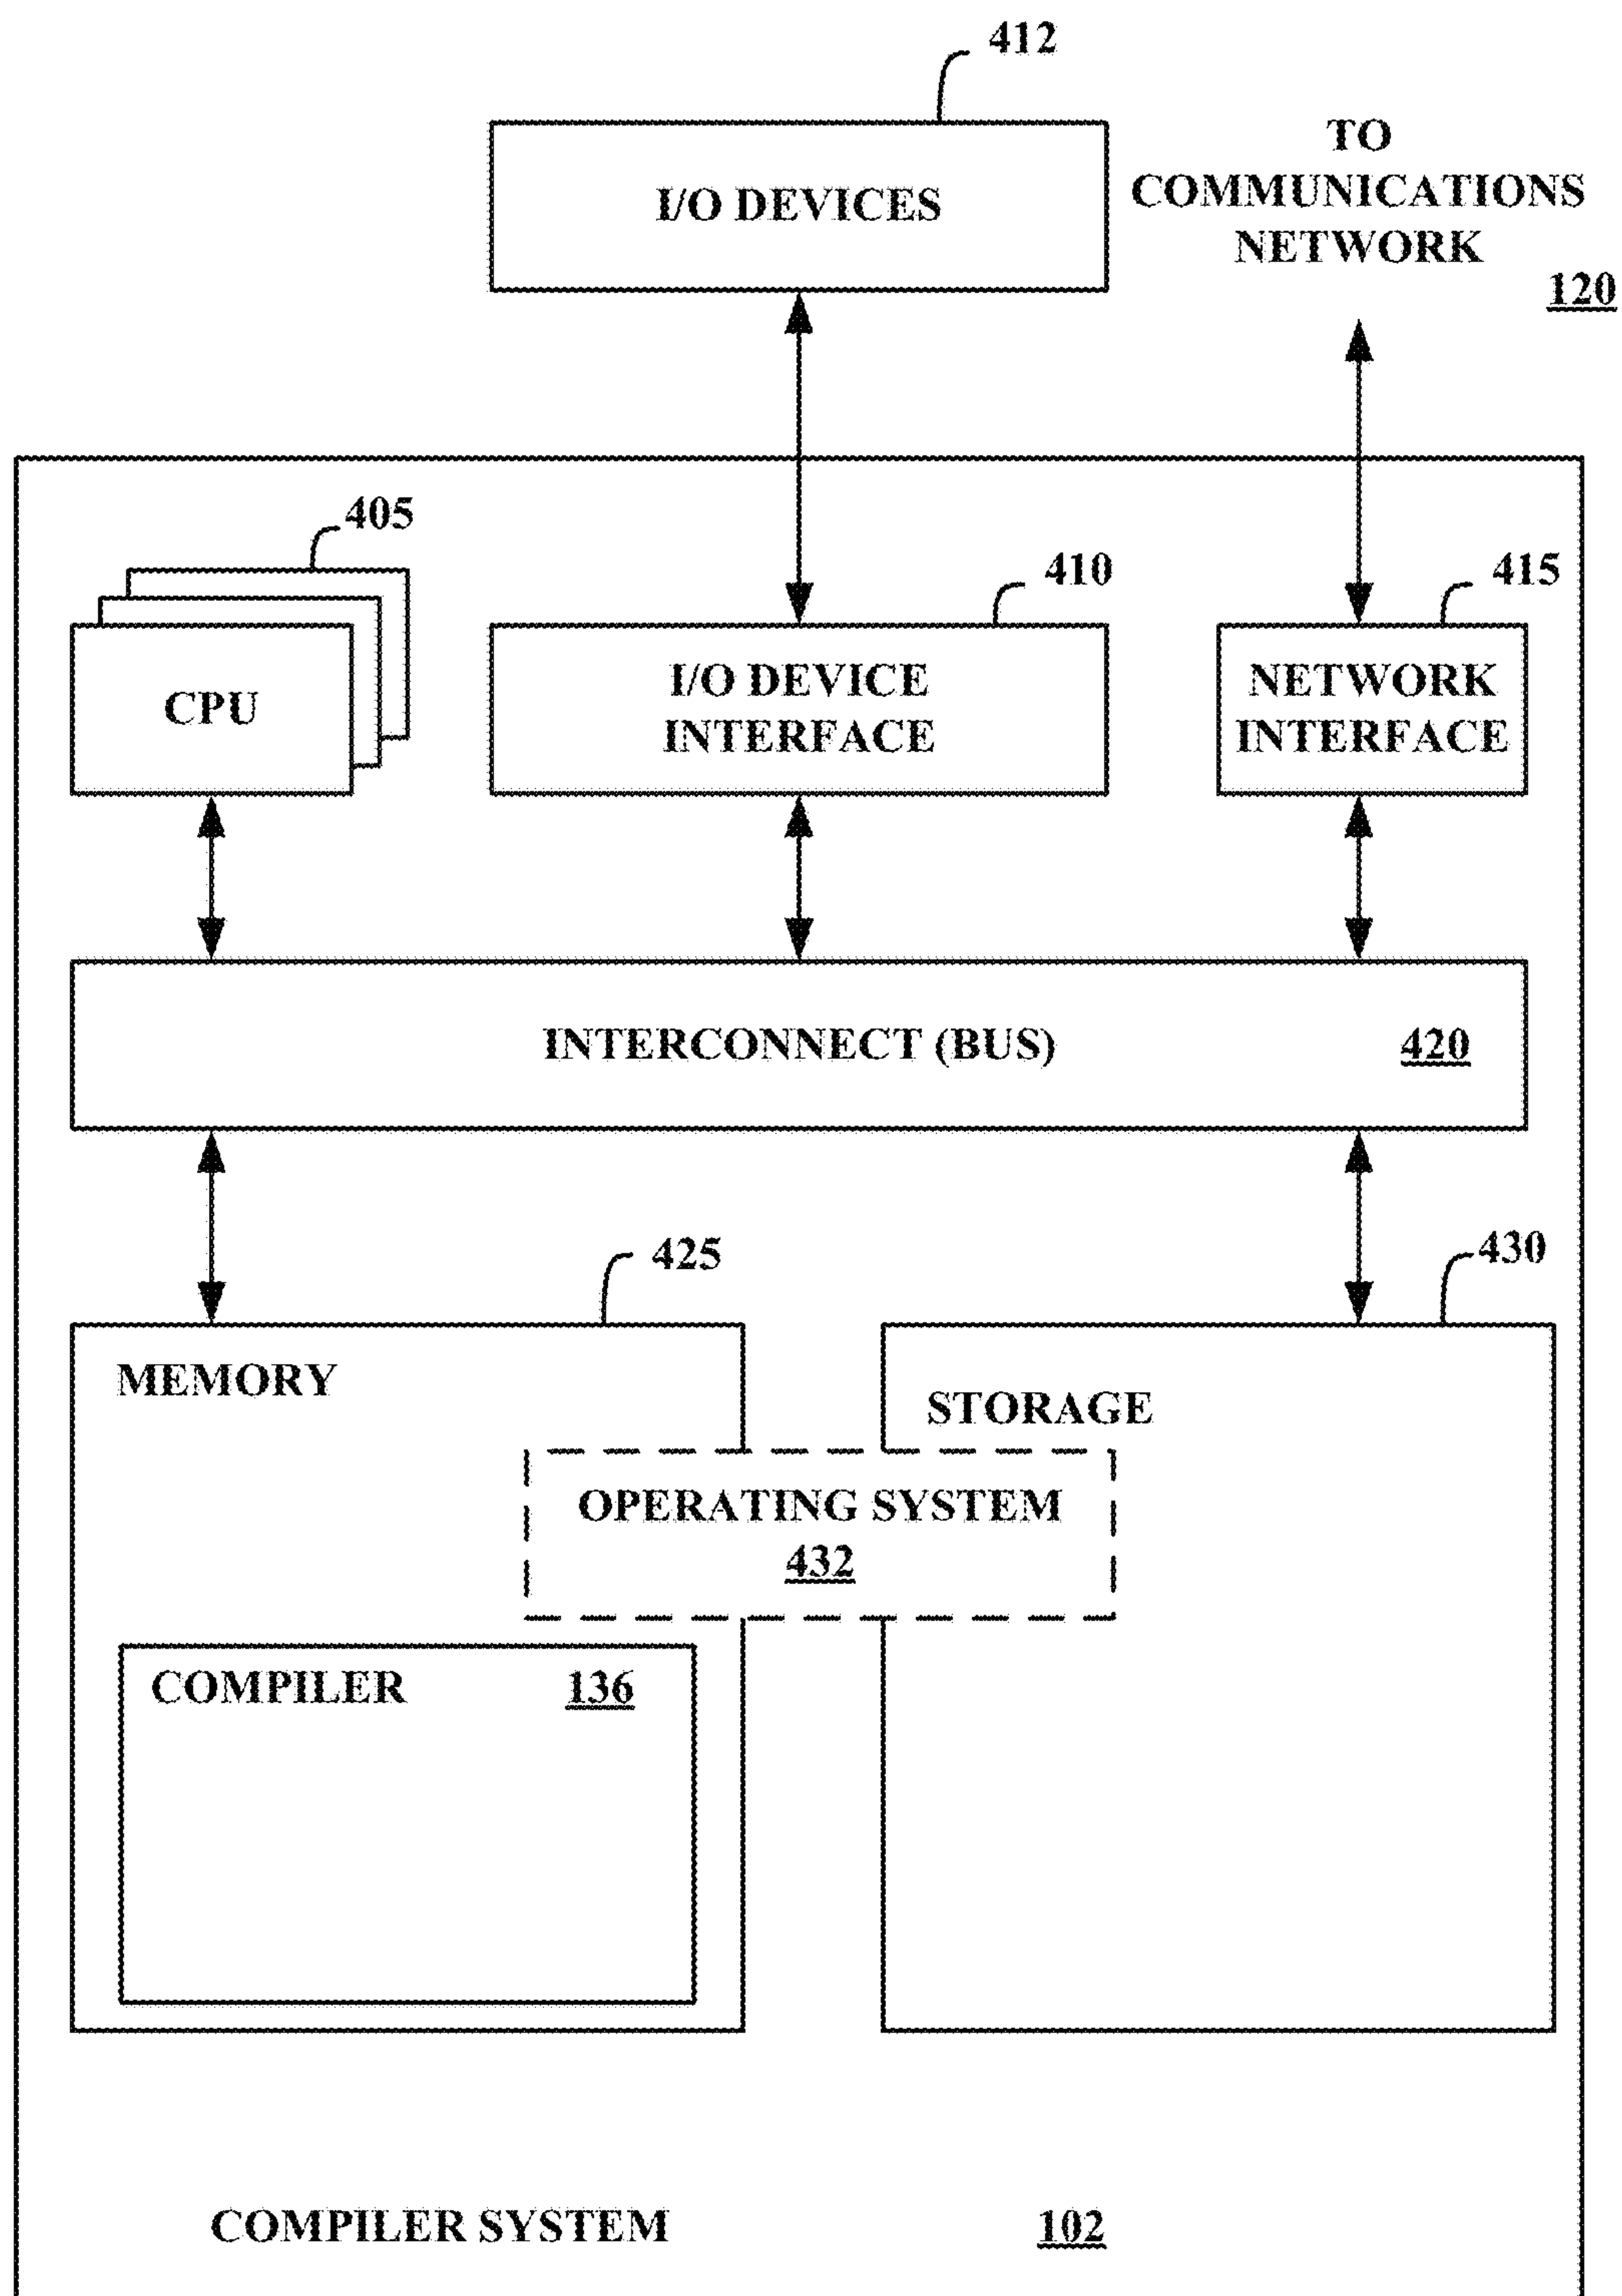 412
I/O DEVICES
TO
COMMUNICATIONS
NETWORK
120
405
410
415
CPU
I/O DEVICE
INTERFACE
NETWORK
INTERFACE
INTERCONNECT (BUS)
420
425
430
MEMORY
STORAGE
OPERATING SYSTEM
432
COMPILER
136
COMPILER SYSTEM
102